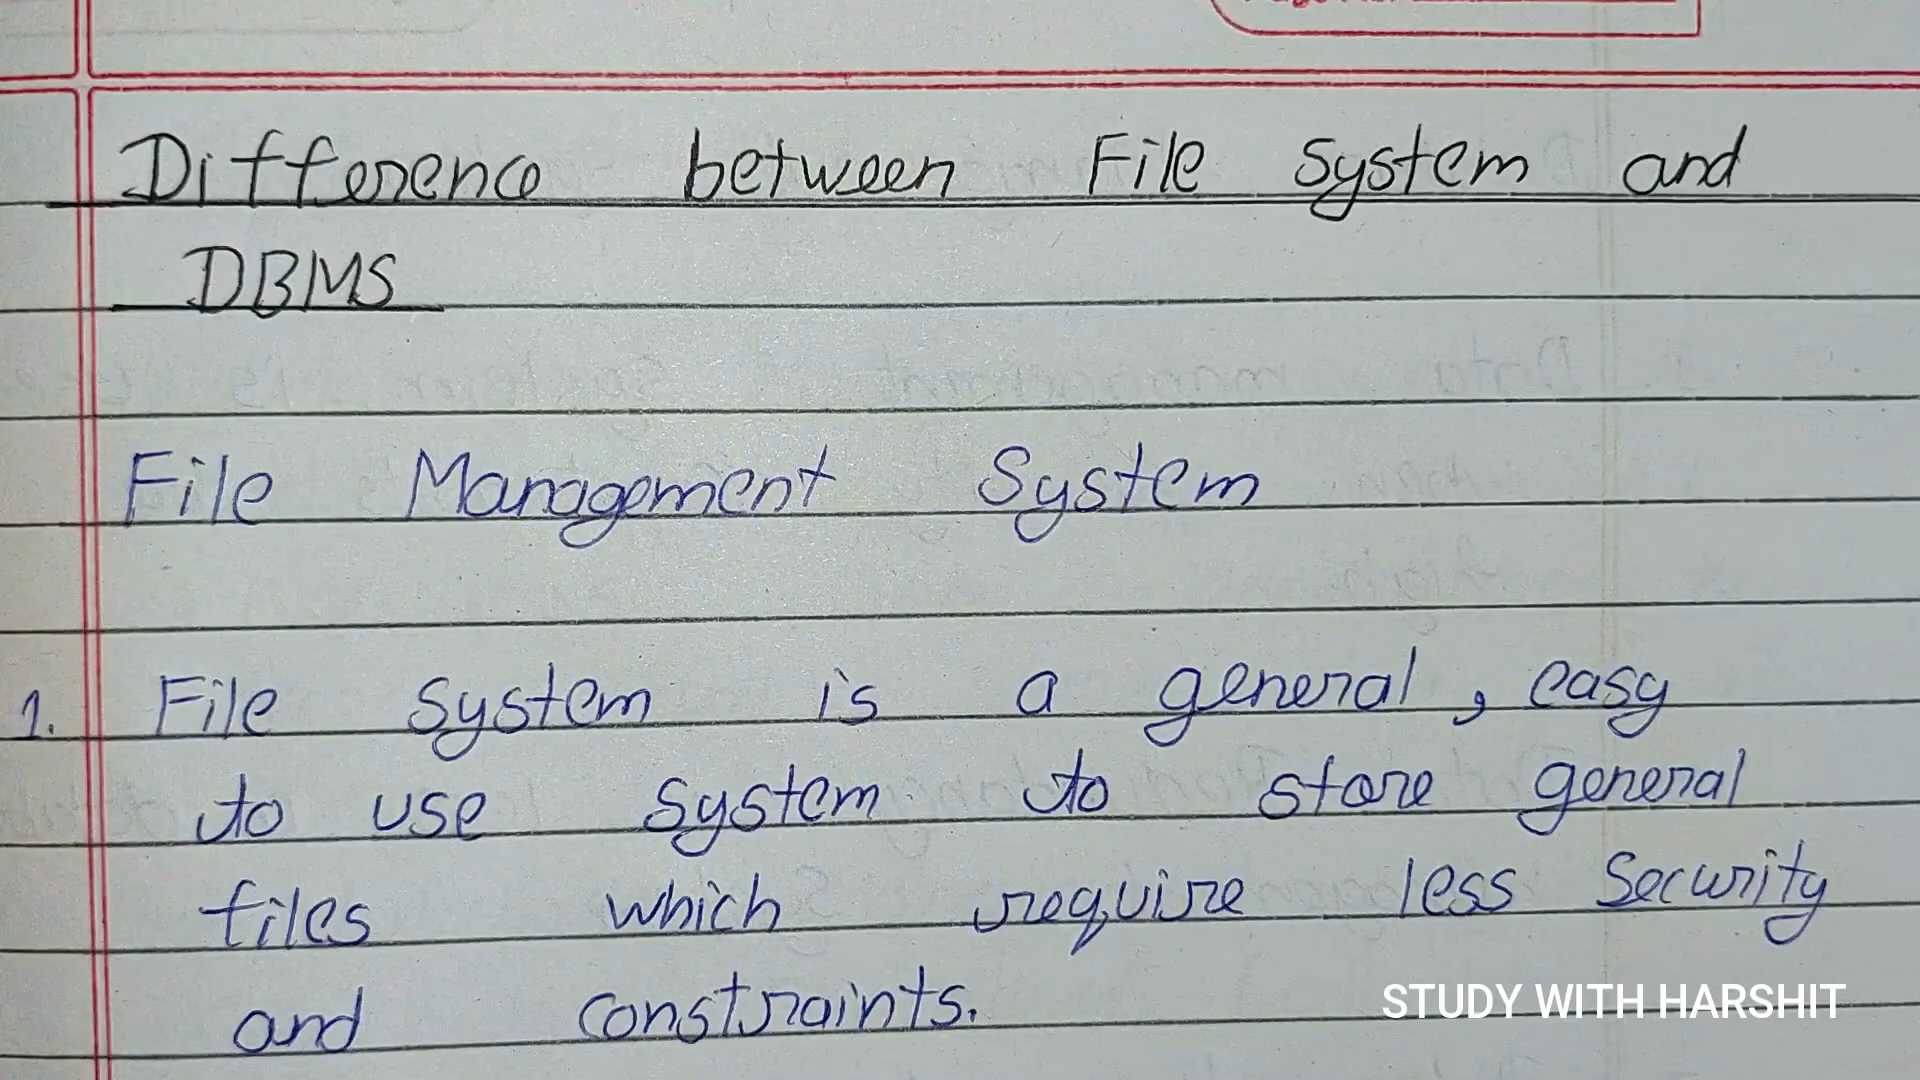 Difference between File System and
DBMS
File Management System
1. File system is a general, easy
to use system to store general
files which require less Security
and constraints.
STUDY WITH HARSHIT